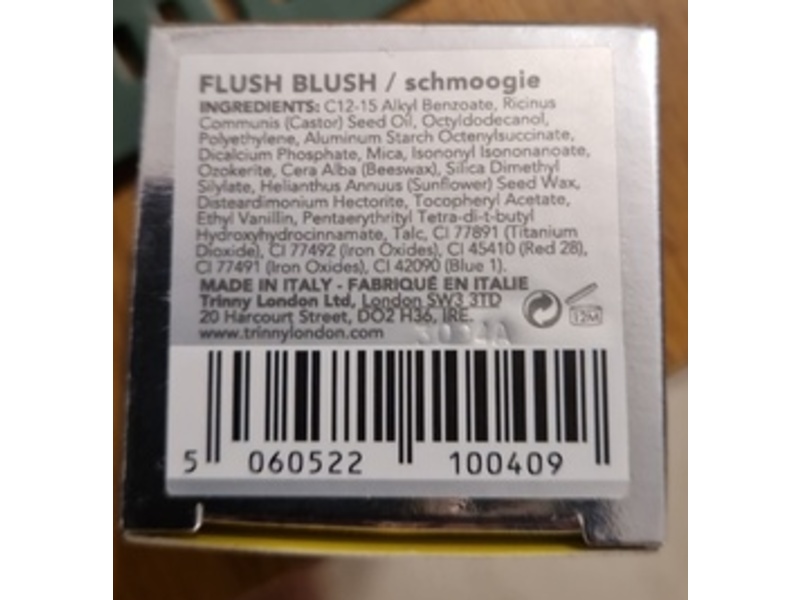 FLUSH BLUSH / schmoogie
INGREDIENTS: C12-15 Alkyl Benzoate, Ricinus
Communis (Castor) Seed Oil, Octyldodecanol,
Polyethylene, Aluminum Starch Octenylsuccinate,
Dicalcium Phosphate, Mica, Isononyl Isononanoate,
Ozokerite, Cera Alba (Beeswax), Silica Dimethyl
Silylate, Helianthus Annuus (Sunflower) Seed Wax,
Disteardimonium Hectorite, Tocopheryl Acetate,
Ethyl Vanillin, Pentaerythrityl Tetra-di-t-butyl
Hydroxyhydrocinnamate, Talc, CI 77891 (Titanium
Dioxide), CI 77492 (Iron Oxides), CI 45410 (Red 28),
CI 77491 (Iron Oxides), CI 42090 (Blue 1).
MADE IN ITALY - FABRIQUÉ EN ITALIE
Trinny London Ltd, London SW3 3TD
20 Harcourt Street, DO2 H36, IRE.
www.trinnylondon.com
12M
5 060522 100409